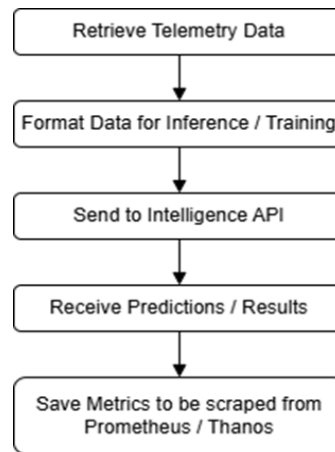 Retrieve Telemetry Data
Format Data for Inference / Training
Send to Intelligence API
Receive Predictions / Results
Save Metrics to be scraped from
Prometheus / Thanos